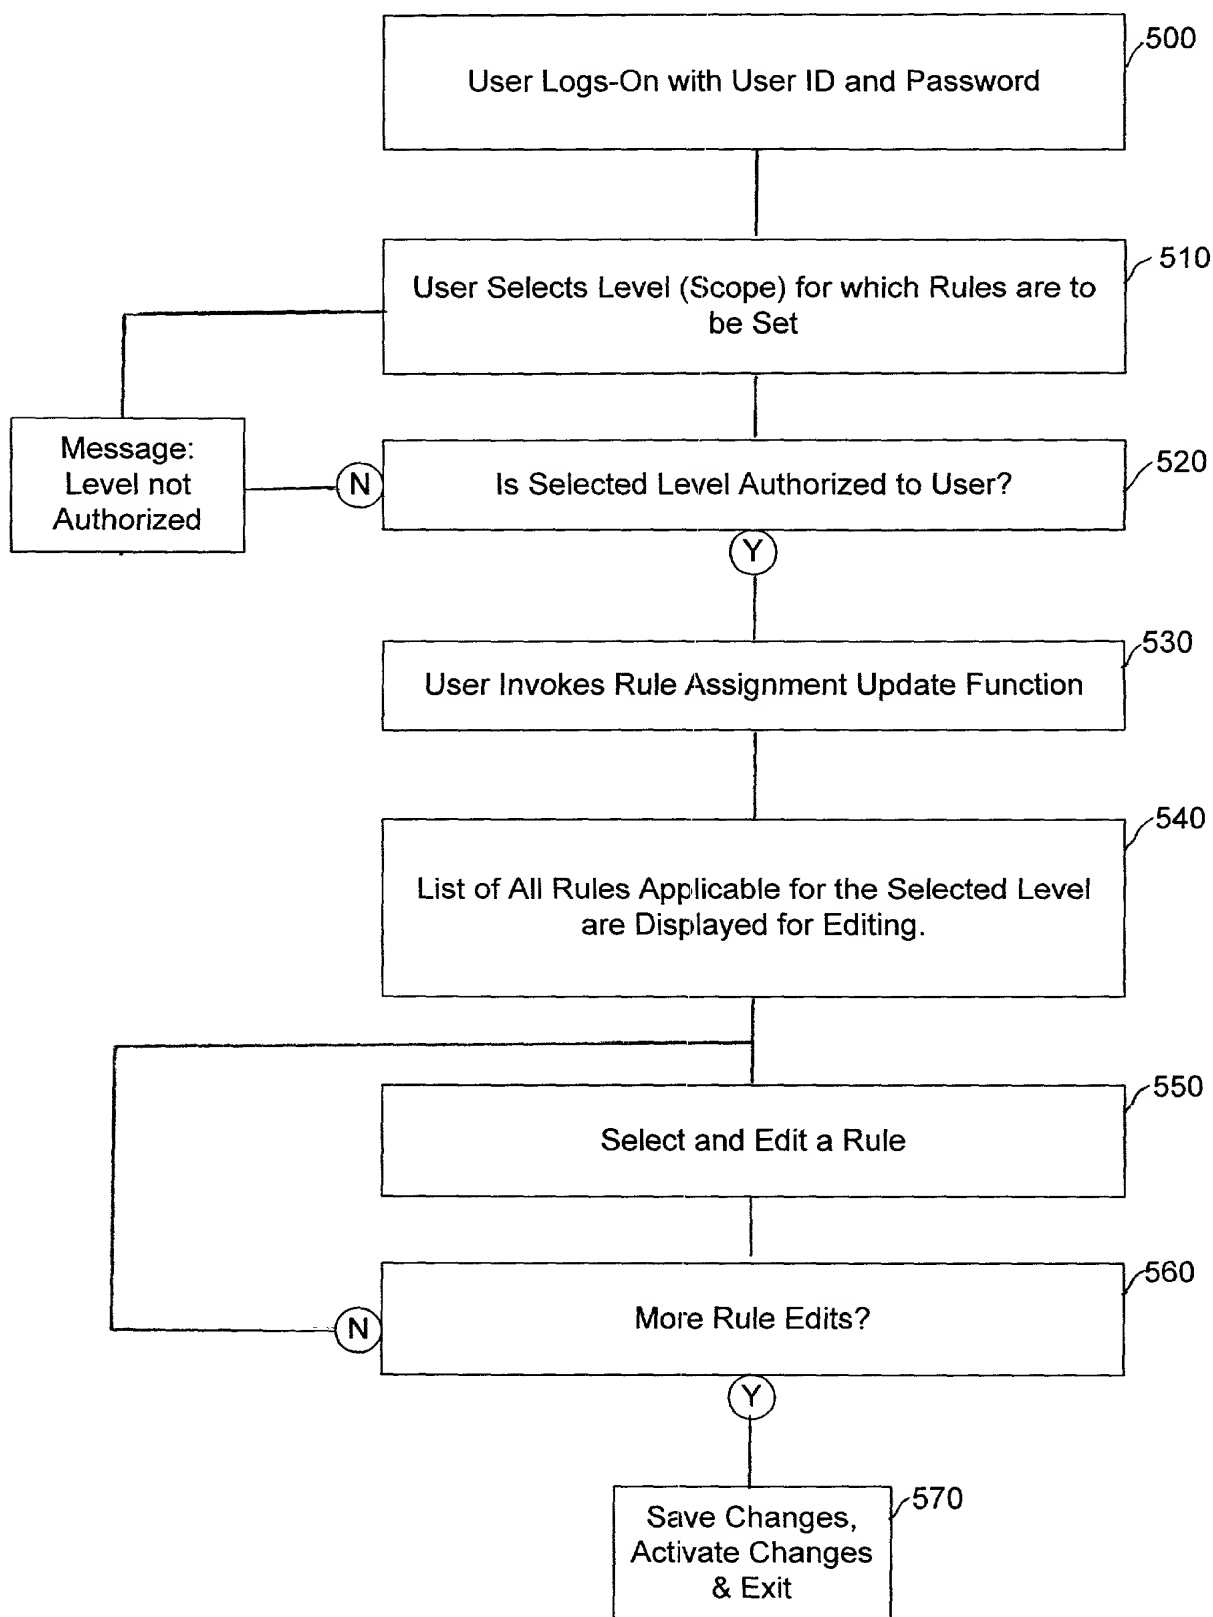 500
User Logs-On with User ID and Password
510
User Selects Level (Scope) for which Rules are to
be Set
Message:
Level not
Authorized
N
520
Is Selected Level Authorized to User?
Y
530
User Invokes Rule Assignment Update Function
540
List of All Rules Applicable for the Selected Level
are Displayed for Editing.
550
Select and Edit a Rule
560
More Rule Edits?
N
Y
570
Save Changes,
Activate Changes
& Exit